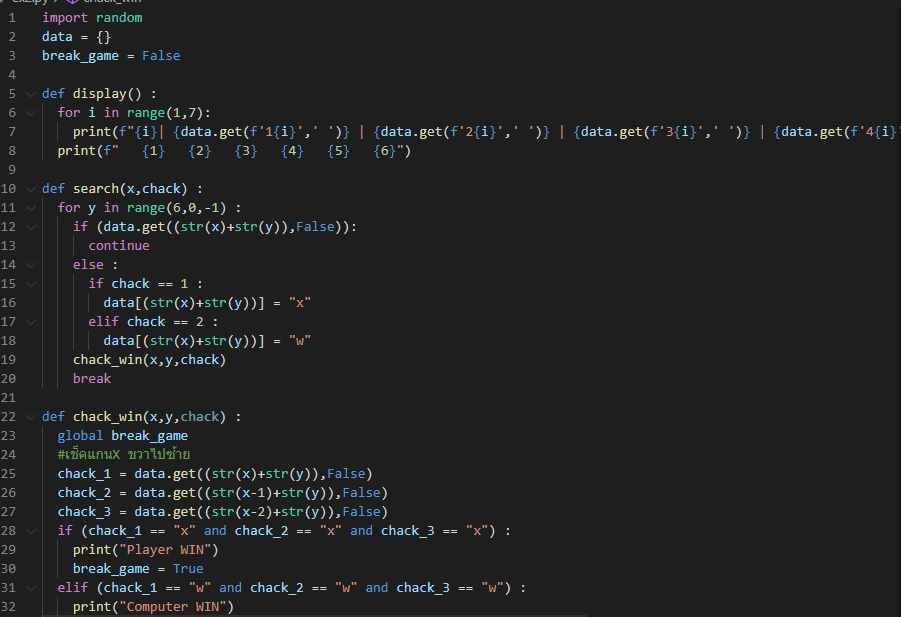 ex2.py > chack_win
1 import random
2 data = {}
3 break_game = False
4
5 def display() :
6 for i in range(1,7):
7 print(f"{i}| {data.get(f'1{i}',' ')} | {data.get(f'2{i}',' ')} | {data.get(f'3{i}',' ')} | {data.get(f'4{i}'
8 print(f"   {1}   {2}   {3}   {4}   {5}   {6}")
9
10 def search(x,chack) :
11 for y in range(6,0,-1) :
12 if (data.get((str(x)+str(y)),False)):
13 continue
14 else :
15 if chack == 1 :
16 data[(str(x)+str(y))] = "x"
17 elif chack == 2 :
18 data[(str(x)+str(y))] = "w"
19 chack_win(x,y,chack)
20 break
21
22 def chack_win(x,y,chack) :
23 global break_game
24 #เช็คแกนX ขวาไปซ้าย
25 chack_1 = data.get((str(x)+str(y)),False)
26 chack_2 = data.get((str(x-1)+str(y)),False)
27 chack_3 = data.get((str(x-2)+str(y)),False)
28 if (chack_1 == "x" and chack_2 == "x" and chack_3 == "x") :
29 print("Player WIN")
30 break_game = True
31 elif (chack_1 == "w" and chack_2 == "w" and chack_3 == "w") :
32 print("Computer WIN")